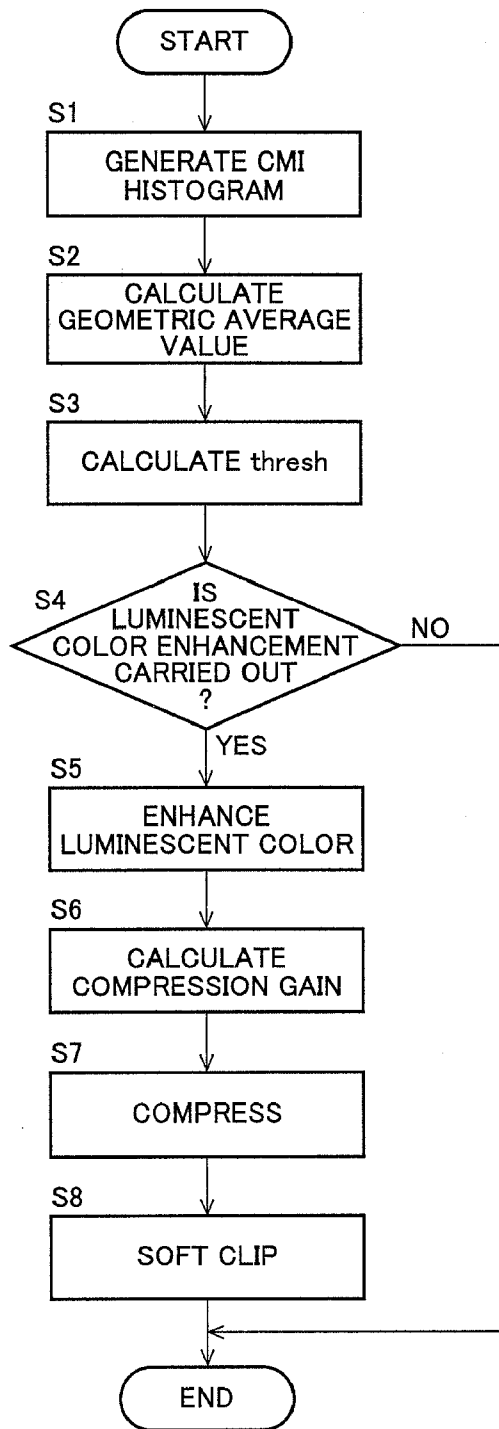 START
S1
GENERATE CMI
HISTOGRAM
S2
CALCULATE
GEOMETRIC AVERAGE
VALUE
S3
CALCULATE thresh
S4
IS
LUMINESCENT
COLOR ENHANCEMENT
CARRIED OUT
?
NO
YES
S5
ENHANCE
LUMINESCENT COLOR
S6
CALCULATE
COMPRESSION GAIN
S7
COMPRESS
S8
SOFT CLIP
END